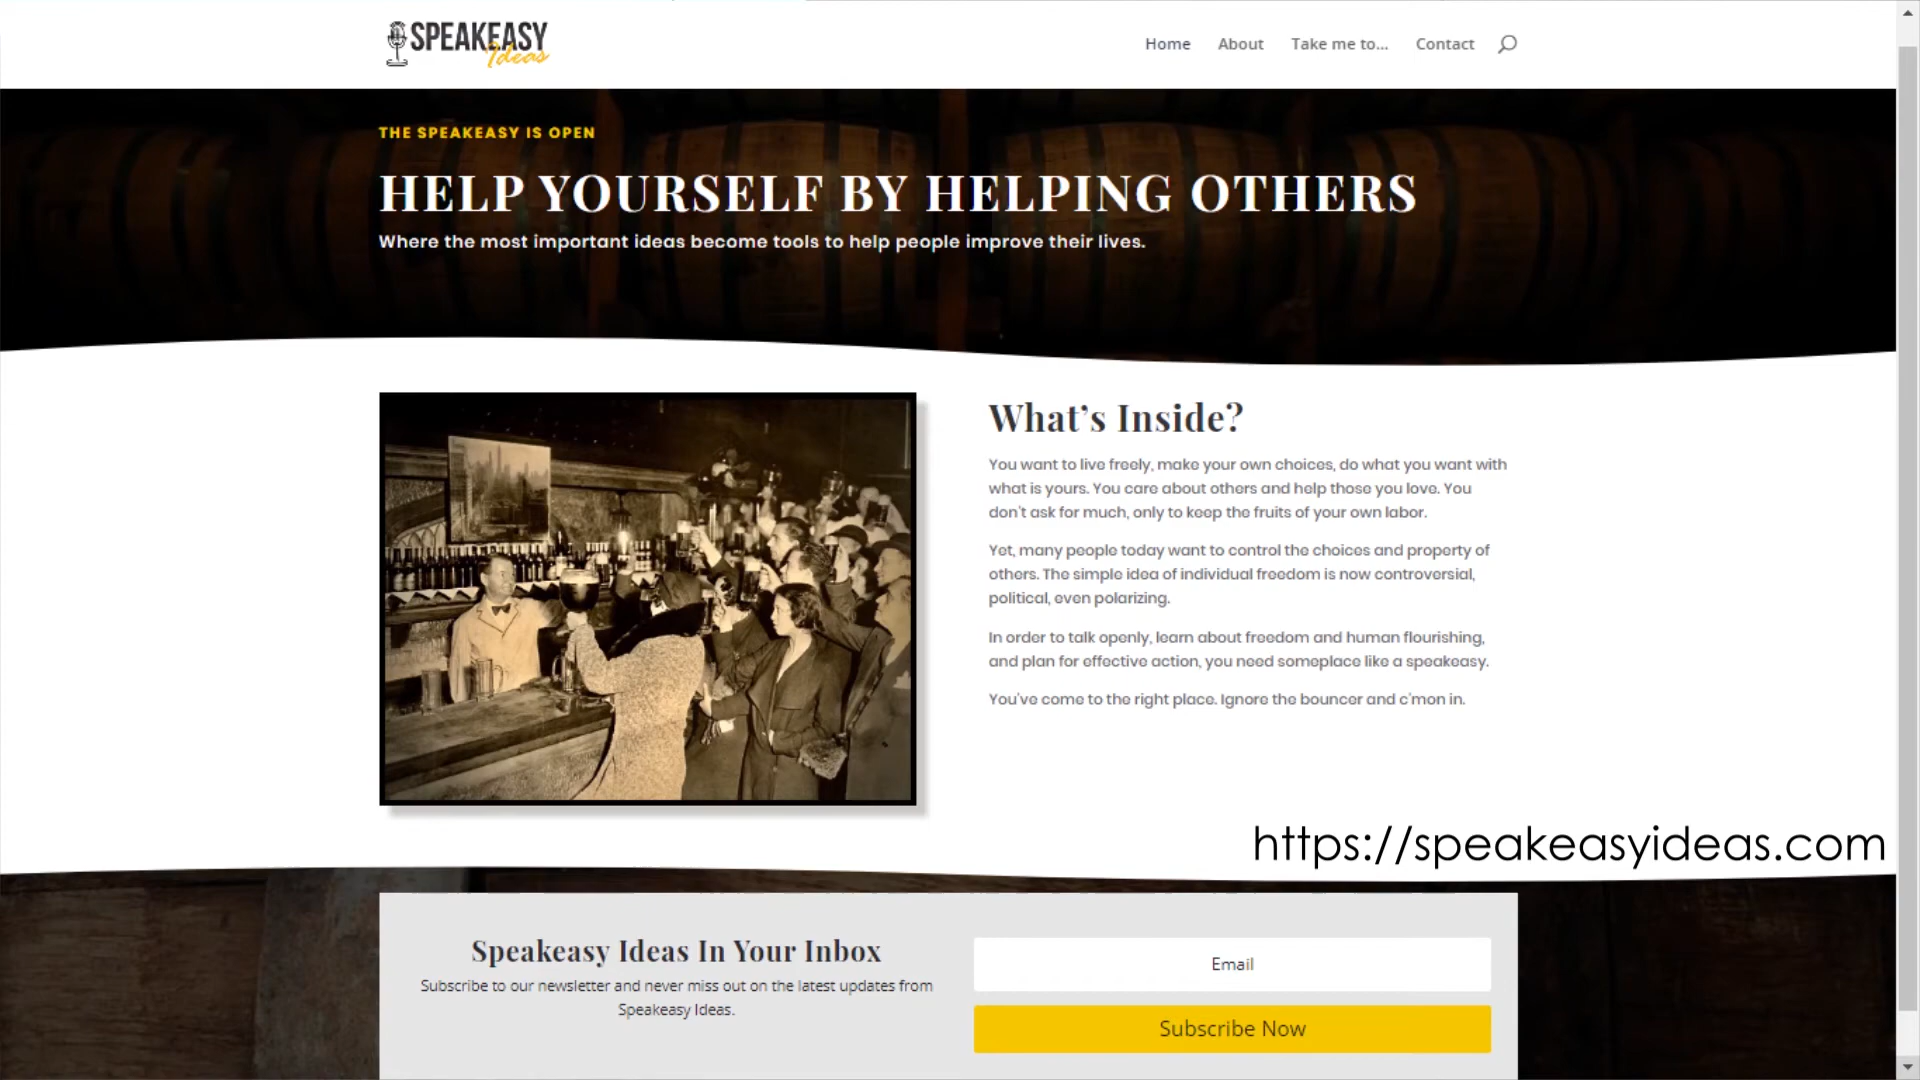 SPEAKEASY
Ideas
Home About Take me to... Contact
THE SPEAKEASY IS OPEN
HELP YOURSELF BY HELPING OTHERS
Where the most important ideas become tools to help people improve their lives.
What's Inside?
You want to live freely, make your own choices, do what you want with
what is yours. You care about others and help those you love. You
don't ask for much, only to keep the fruits of your own labor.
Yet, many people today want to control the choices and property of
others. The simple idea of individual freedom is now controversial,
political, even polarizing.
In order to talk openly, learn about freedom and human flourishing,
and plan for effective action, you need someplace like a speakeasy.
You've come to the right place. Ignore the bouncer and c'mon in.
https://speakeasyideas.com
Speakeasy Ideas In Your Inbox
Subscribe to our newsletter and never miss out on the latest updates from
Speakeasy Ideas.
Email
Subscribe Now